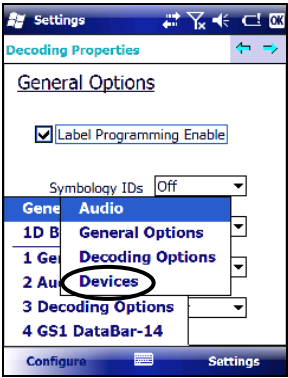 Settings
OK
Decoding Properties
General Options
Label Programming Enable
Symbology IDs Off
Gene
1D B
Audio
General Options
Decoding Options
Devices
1 Ge
2 Au
3 Decoding Options
4 GS1 DataBar-14
Configure Settings